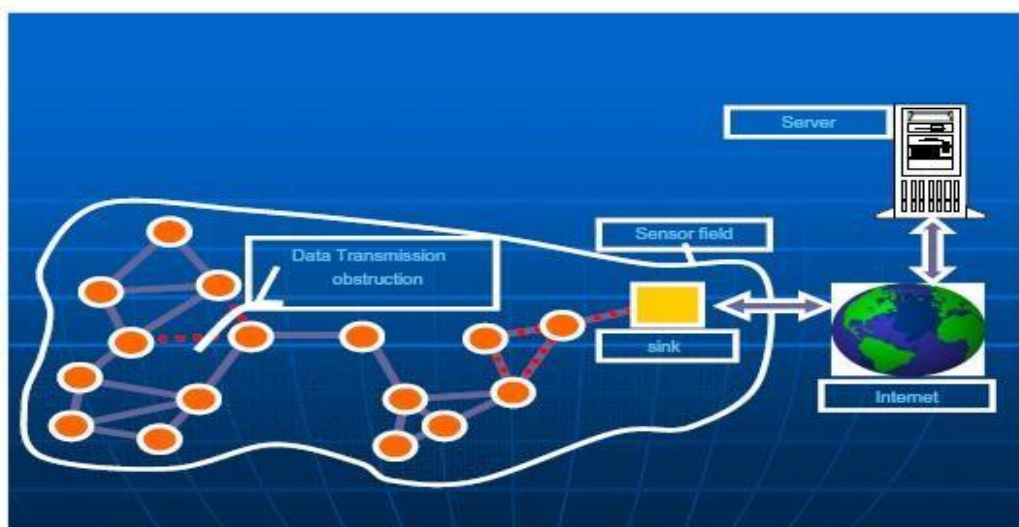 Server
Sensor field
Data Transmission
obstruction
sink
Internet